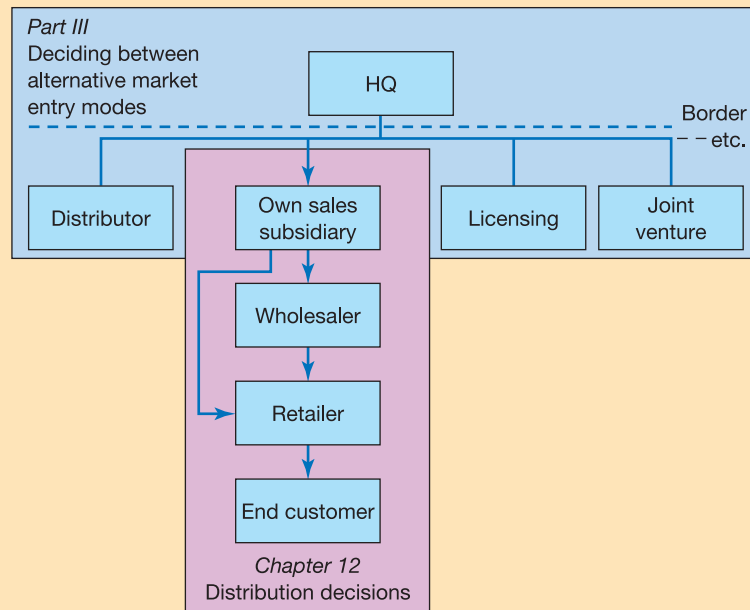 Part III
Deciding between
alternative market
entry modes
HQ
Border
etc.
Distributor
Own sales
subsidiary
Licensing
Joint
venture
Wholesaler
Retailer
End customer
Chapter 12
Distribution decisions